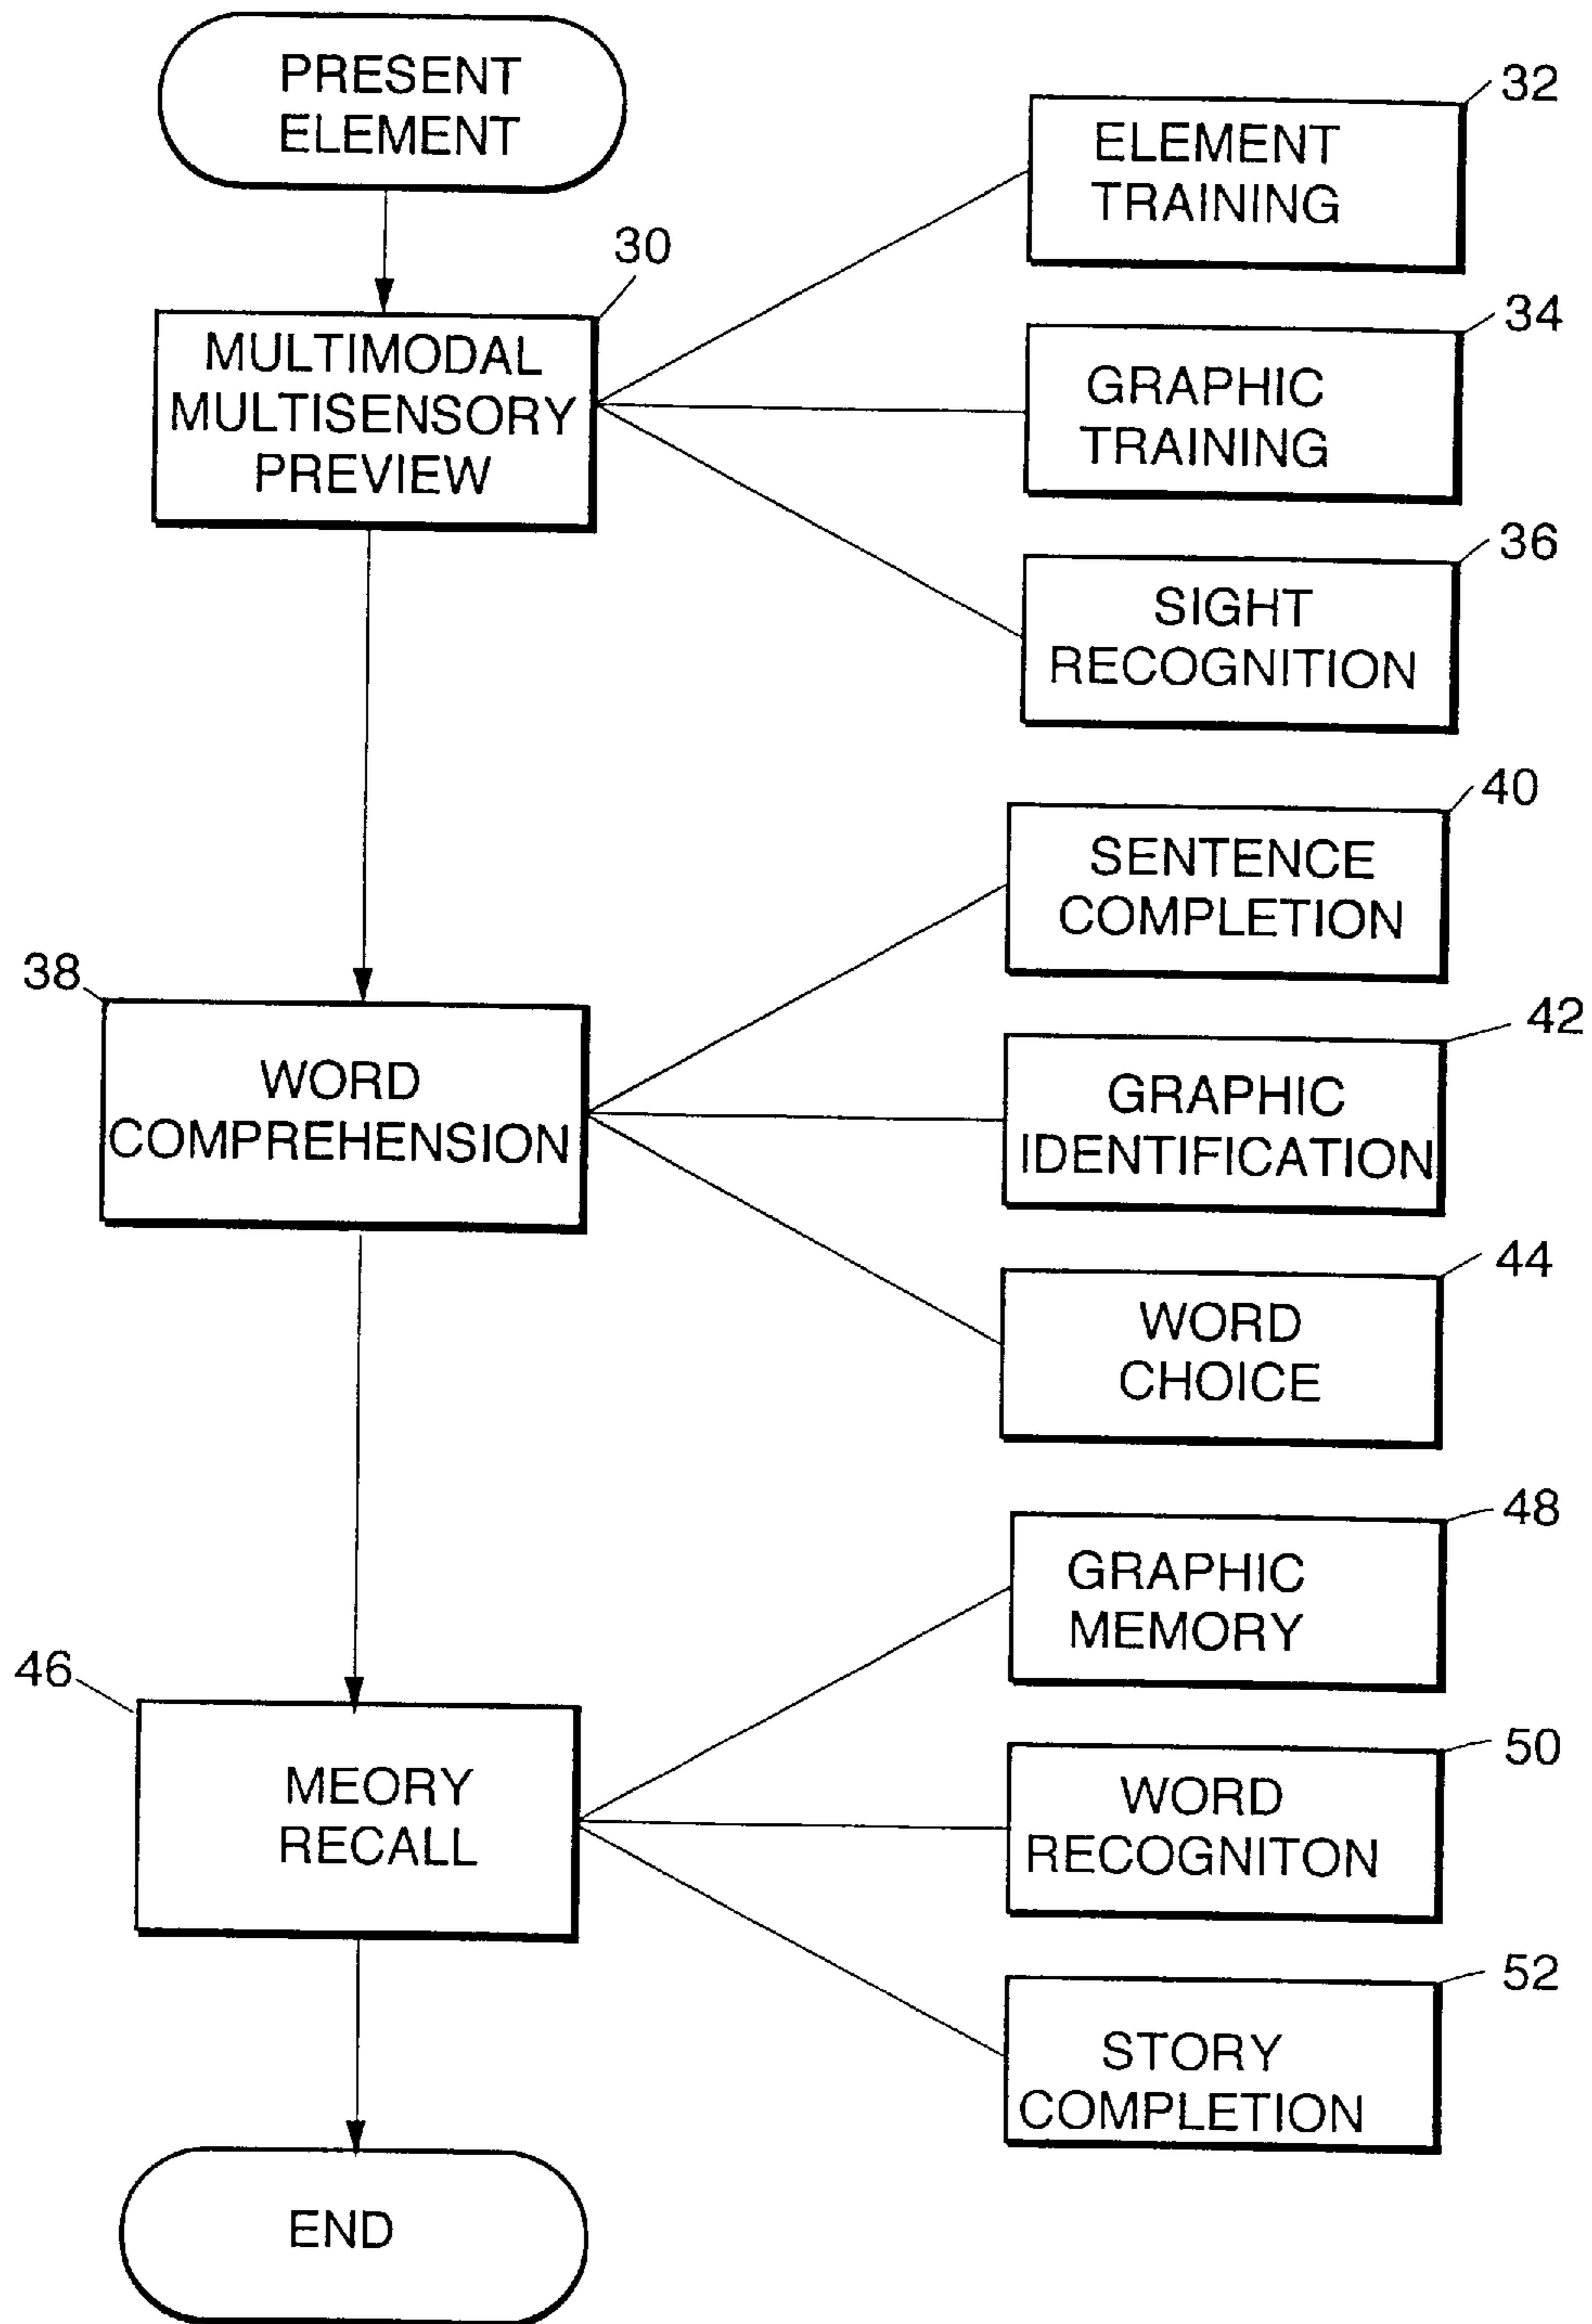 PRESENT
ELEMENT
32
ELEMENT
TRAINING
30
MULTIMODAL
MULTISENSORY
PREVIEW
34
GRAPHIC
TRAINING
36
SIGHT
RECOGNITION
40
SENTENCE
COMPLETION
38
WORD
COMPREHENSION
42
GRAPHIC
IDENTIFICATION
44
WORD
CHOICE
48
GRAPHIC
MEMORY
46
MEORY
RECALL
50
WORD
RECOGNITON
52
STORY
COMPLETION
END